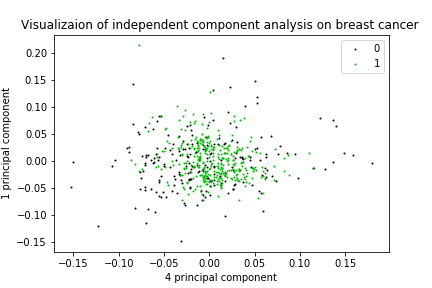 Visualizaion of independent component analysis on breast cancer
0
1
1 principal component
0.20
0.15
0.10
0.05
0.00
−0.05
−0.10
−0.15
−0.15 −0.10 −0.05 0.00 0.05 0.10 0.15
4 principal component